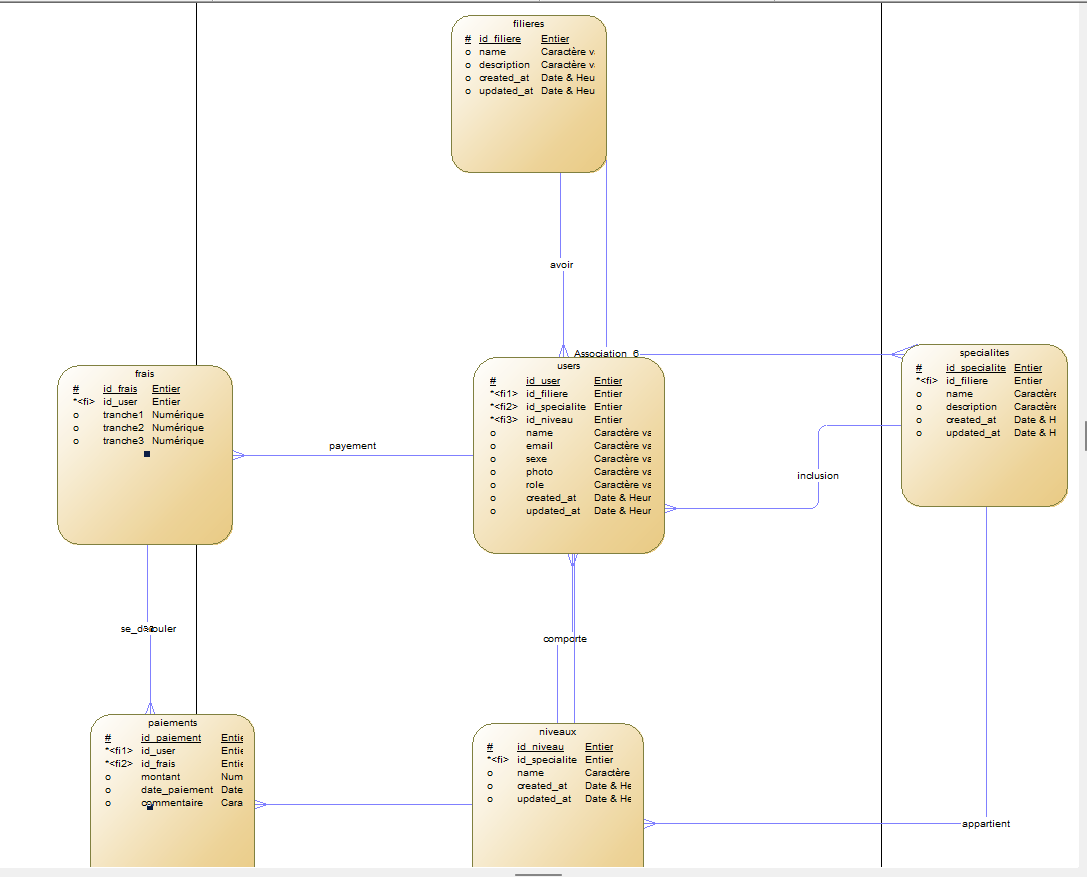 filieres
# id_filiere Entier
o name Caractère v
o description Caractère v
o created_at Date & Heu
o updated_at Date & Heu
avoir
Association_6
frais
# id_frais Entier
*<fi> id_user Entier
o tranche1 Numérique
o tranche2 Numérique
o tranche3 Numérique
payement
users
# id_user Entier
*<fi1> id_filiere Entier
*<fi2> id_specialite Entier
*<fi3> id_niveau Entier
o name Caractère va
o email Caractère va
o sexe Caractère va
o photo Caractère va
o role Caractère va
o created_at Date & Heur
o updated_at Date & Heur
specialites
# id_specialite Entier
*<fi> id_filiere Entier
o name Caractère
o description Caractère
o created_at Date & H
o updated_at Date & H
inclusion
se_dérouler
comporte
paiements
# id_paiement Entie
*<fi1> id_user Entie
*<fi2> id_frais Entie
o montant Num
o date_paiement Date
o commentaire Cara
niveaux
# id_niveau Entier
*<fi> id_specialite Entier
o name Caractère
o created_at Date & He
o updated_at Date & He
appartient